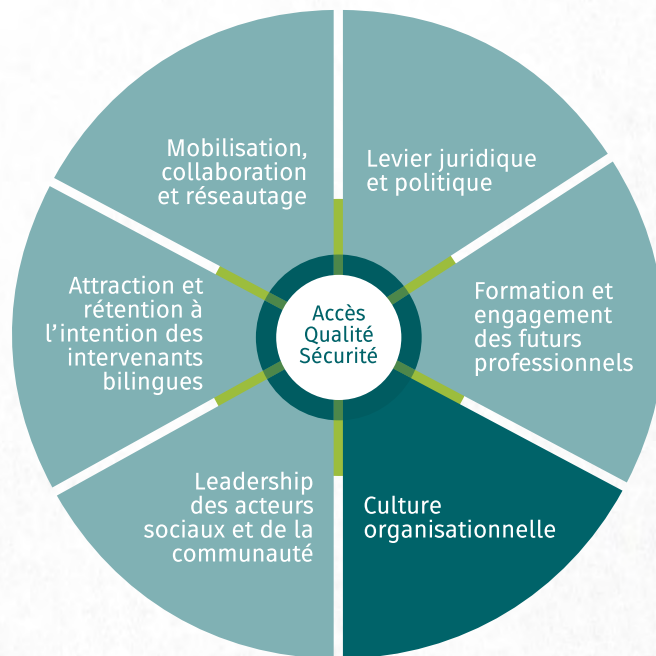 Mobilisation,
collaboration
et réseautage
Levier juridique
et politique
Attraction et
rétention à
l’intention des
intervenants
bilingues
Accès
Qualité
Sécurité
Formation et
engagement
des futurs
professionnels
Leadership
des acteurs
sociaux et de la
communauté
Culture
organisationnelle